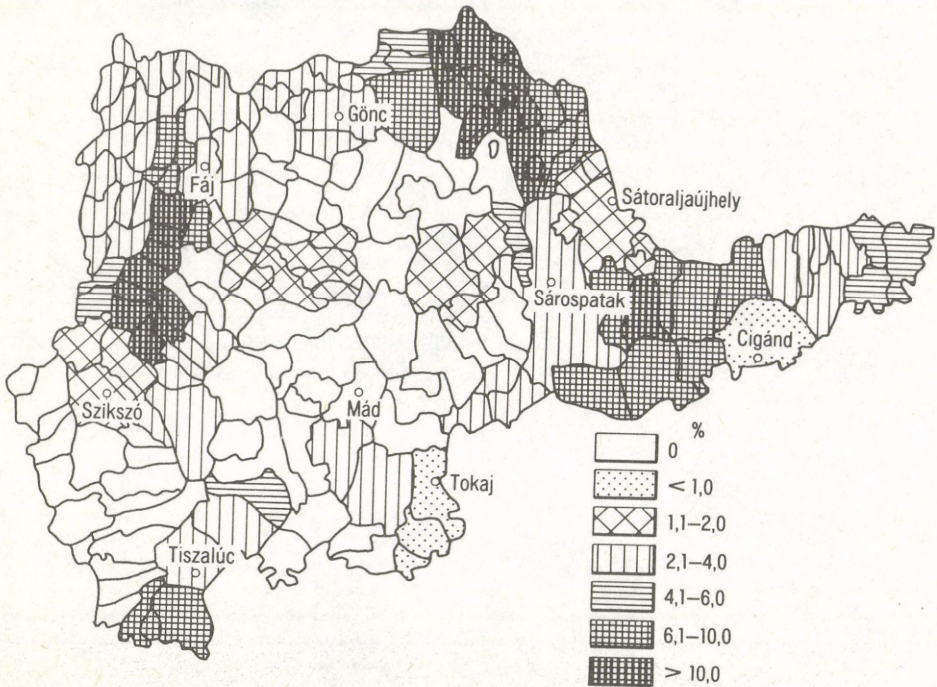 Gönc
Fáj
Sátoraljaújhely
Sárospatak
Cigánd
Szikszó
Mád
Tokaj
Tiszalúc
%
0
< 1,0
1,1–2,0
2,1–4,0
4,1–6,0
6,1–10,0
> 10,0